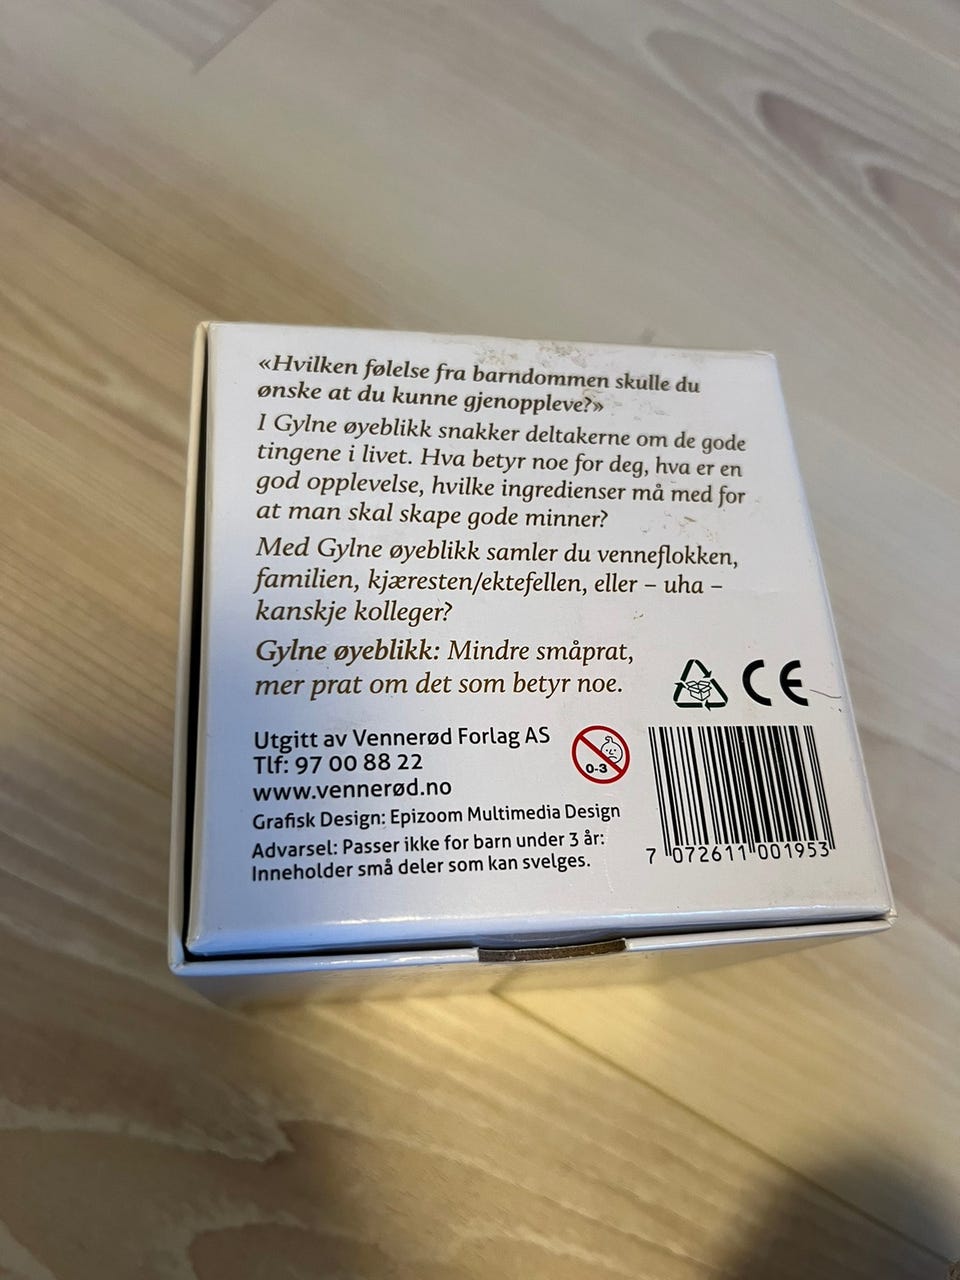 «Hvilken følelse fra barndommen skulle du
ønske at du kunne gjenoppleve?»
I Gylne øyeblikk snakker deltakerne om de gode
tingene i livet. Hva betyr noe for deg, hva er en
god opplevelse, hvilke ingredienser må med for
at man skal skape gode minner?
Med Gylne øyeblikk samler du venneflokken,
familien, kjæresten/ektefellen, eller – uha –
kanskje kolleger?
Gylne øyeblikk: Mindre småprat,
mer prat om det som betyr noe.
CE
Utgitt av Vennerød Forlag AS
Tlf: 97 00 88 22
www.vennerød.no
0-3
Grafisk Design: Epizoom Multimedia Design
Advarsel: Passer ikke for barn under 3 år:
Inneholder små deler som kan svelges.
7 072611 001953